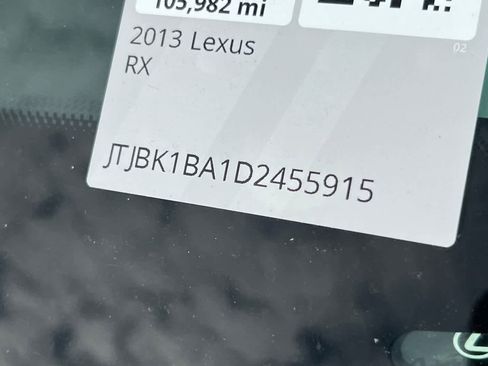 105,982 mi
02
2013 Lexus
RX
JTJBK1BA1D2455915